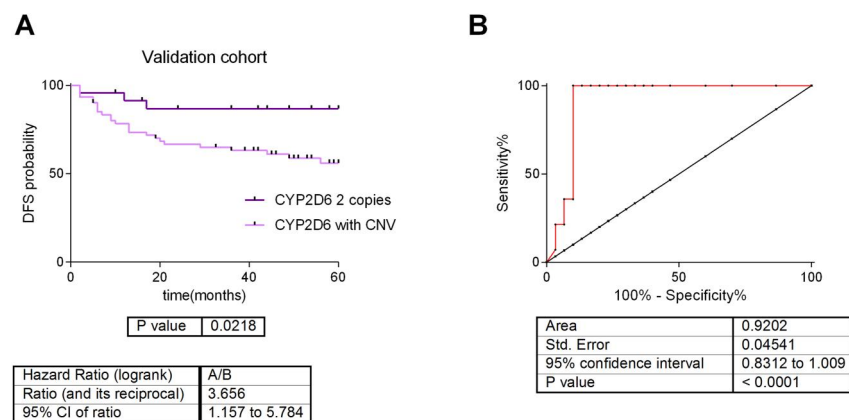 A
Validation cohort
100
50
0
DFS probability
CYP2D6 2 copies
CYP2D6 with CNV
0 20 40 60
time(months)
P value 0.0218
Hazard Ratio (logrank) A/B
Ratio (and its reciprocal) 3.656
95% CI of ratio 1.157 to 5.784
B
100
50
0
Sensitivity%
0 50 100
100% - Specificity%
Area 0.9202
Std. Error 0.04541
95% confidence interval 0.8312 to 1.009
P value < 0.0001